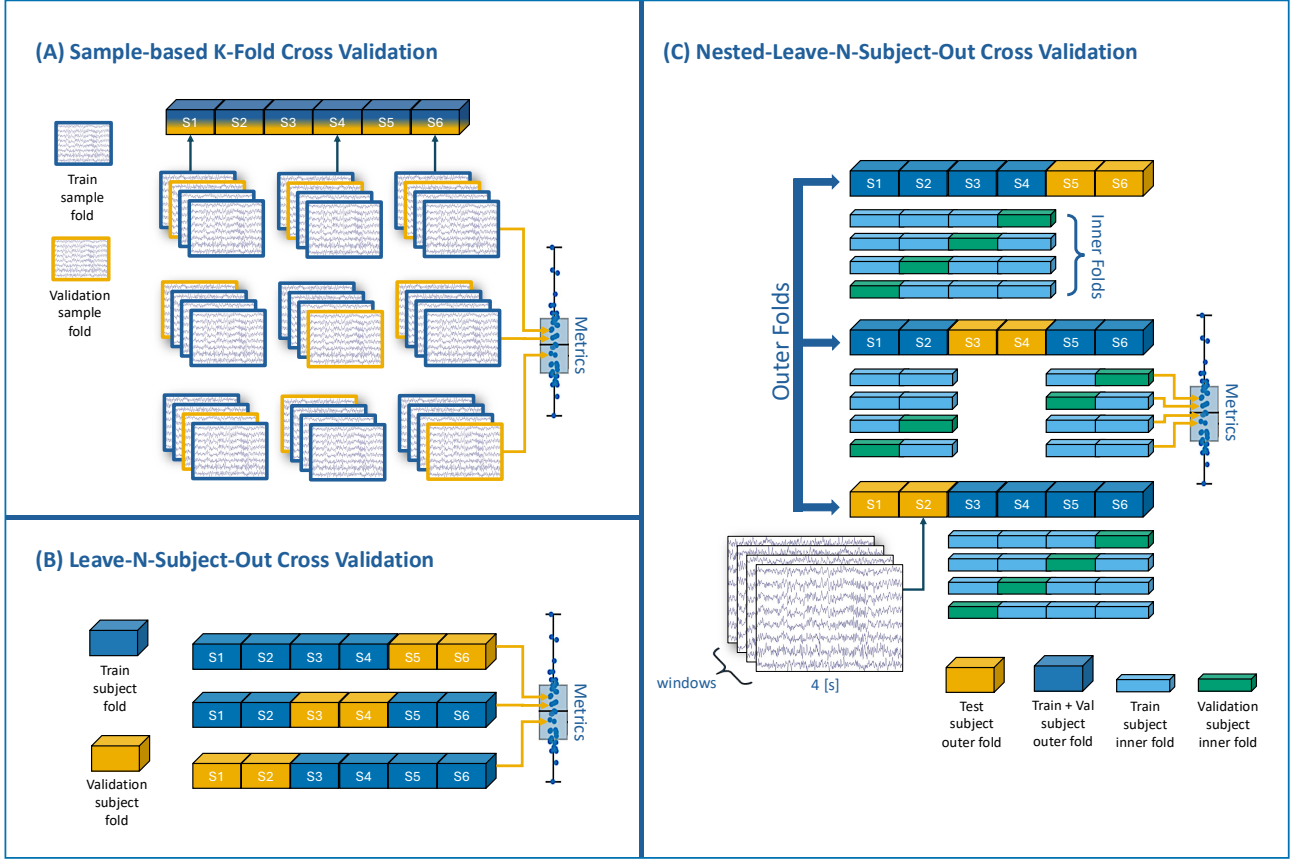 (A) Sample-based K-Fold Cross Validation
S1 S2 S3 S4 S5 S6
Train
sample
fold
Validation
sample
fold
Metrics
(B) Leave-N-Subject-Out Cross Validation
Train
subject
fold
Validation
subject
fold
S1 S2 S3 S4 S5 S6
S1 S2 S3 S4 S5 S6
S1 S2 S3 S4 S5 S6
Metrics
(C) Nested-Leave-N-Subject-Out Cross Validation
Outer Folds
S1 S2 S3 S4 S5 S6
Inner Folds
S1 S2 S3 S4 S5 S6
Metrics
S1 S2 S3 S4 S5 S6
windows
4 [s]
Test
subject
outer fold
Train + Val
subject
outer fold
Train
subject
inner fold
Validation
subject
inner fold